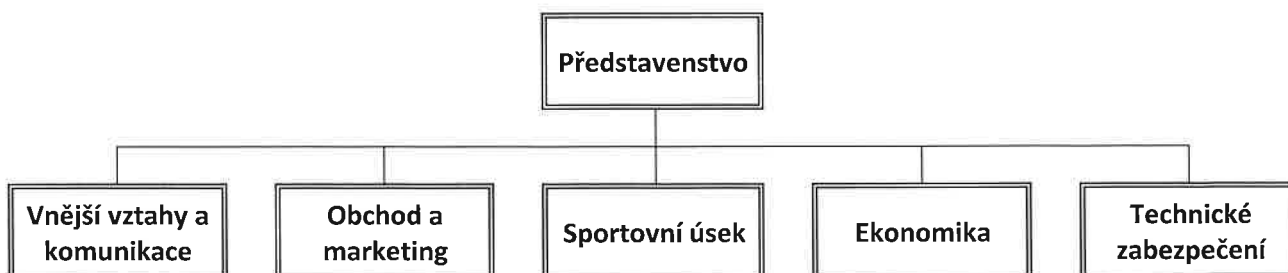 Představenstvo
Vnější vztahy a
komunikace
Obchod a
marketing
Sportovní úsek
Ekonomika
Technické
zabezpečení